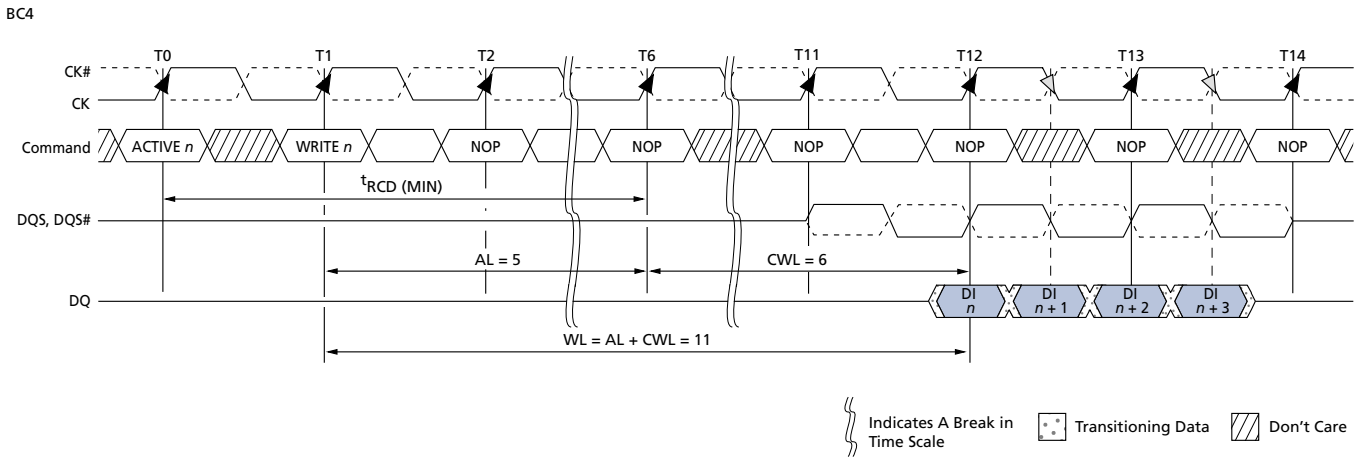 BC4
T0 T1 T2 T6 T11 T12 T13 T14
CK#
CK
Command ACTIVE n WRITE n NOP NOP NOP NOP NOP NOP
tRCD (MIN)
DQS, DQS#
AL = 5 CWL = 6
DQ DI n DI n + 1 DI n + 2 DI n + 3
WL = AL + CWL = 11
Indicates A Break in
Time Scale
Transitioning Data
Don't Care